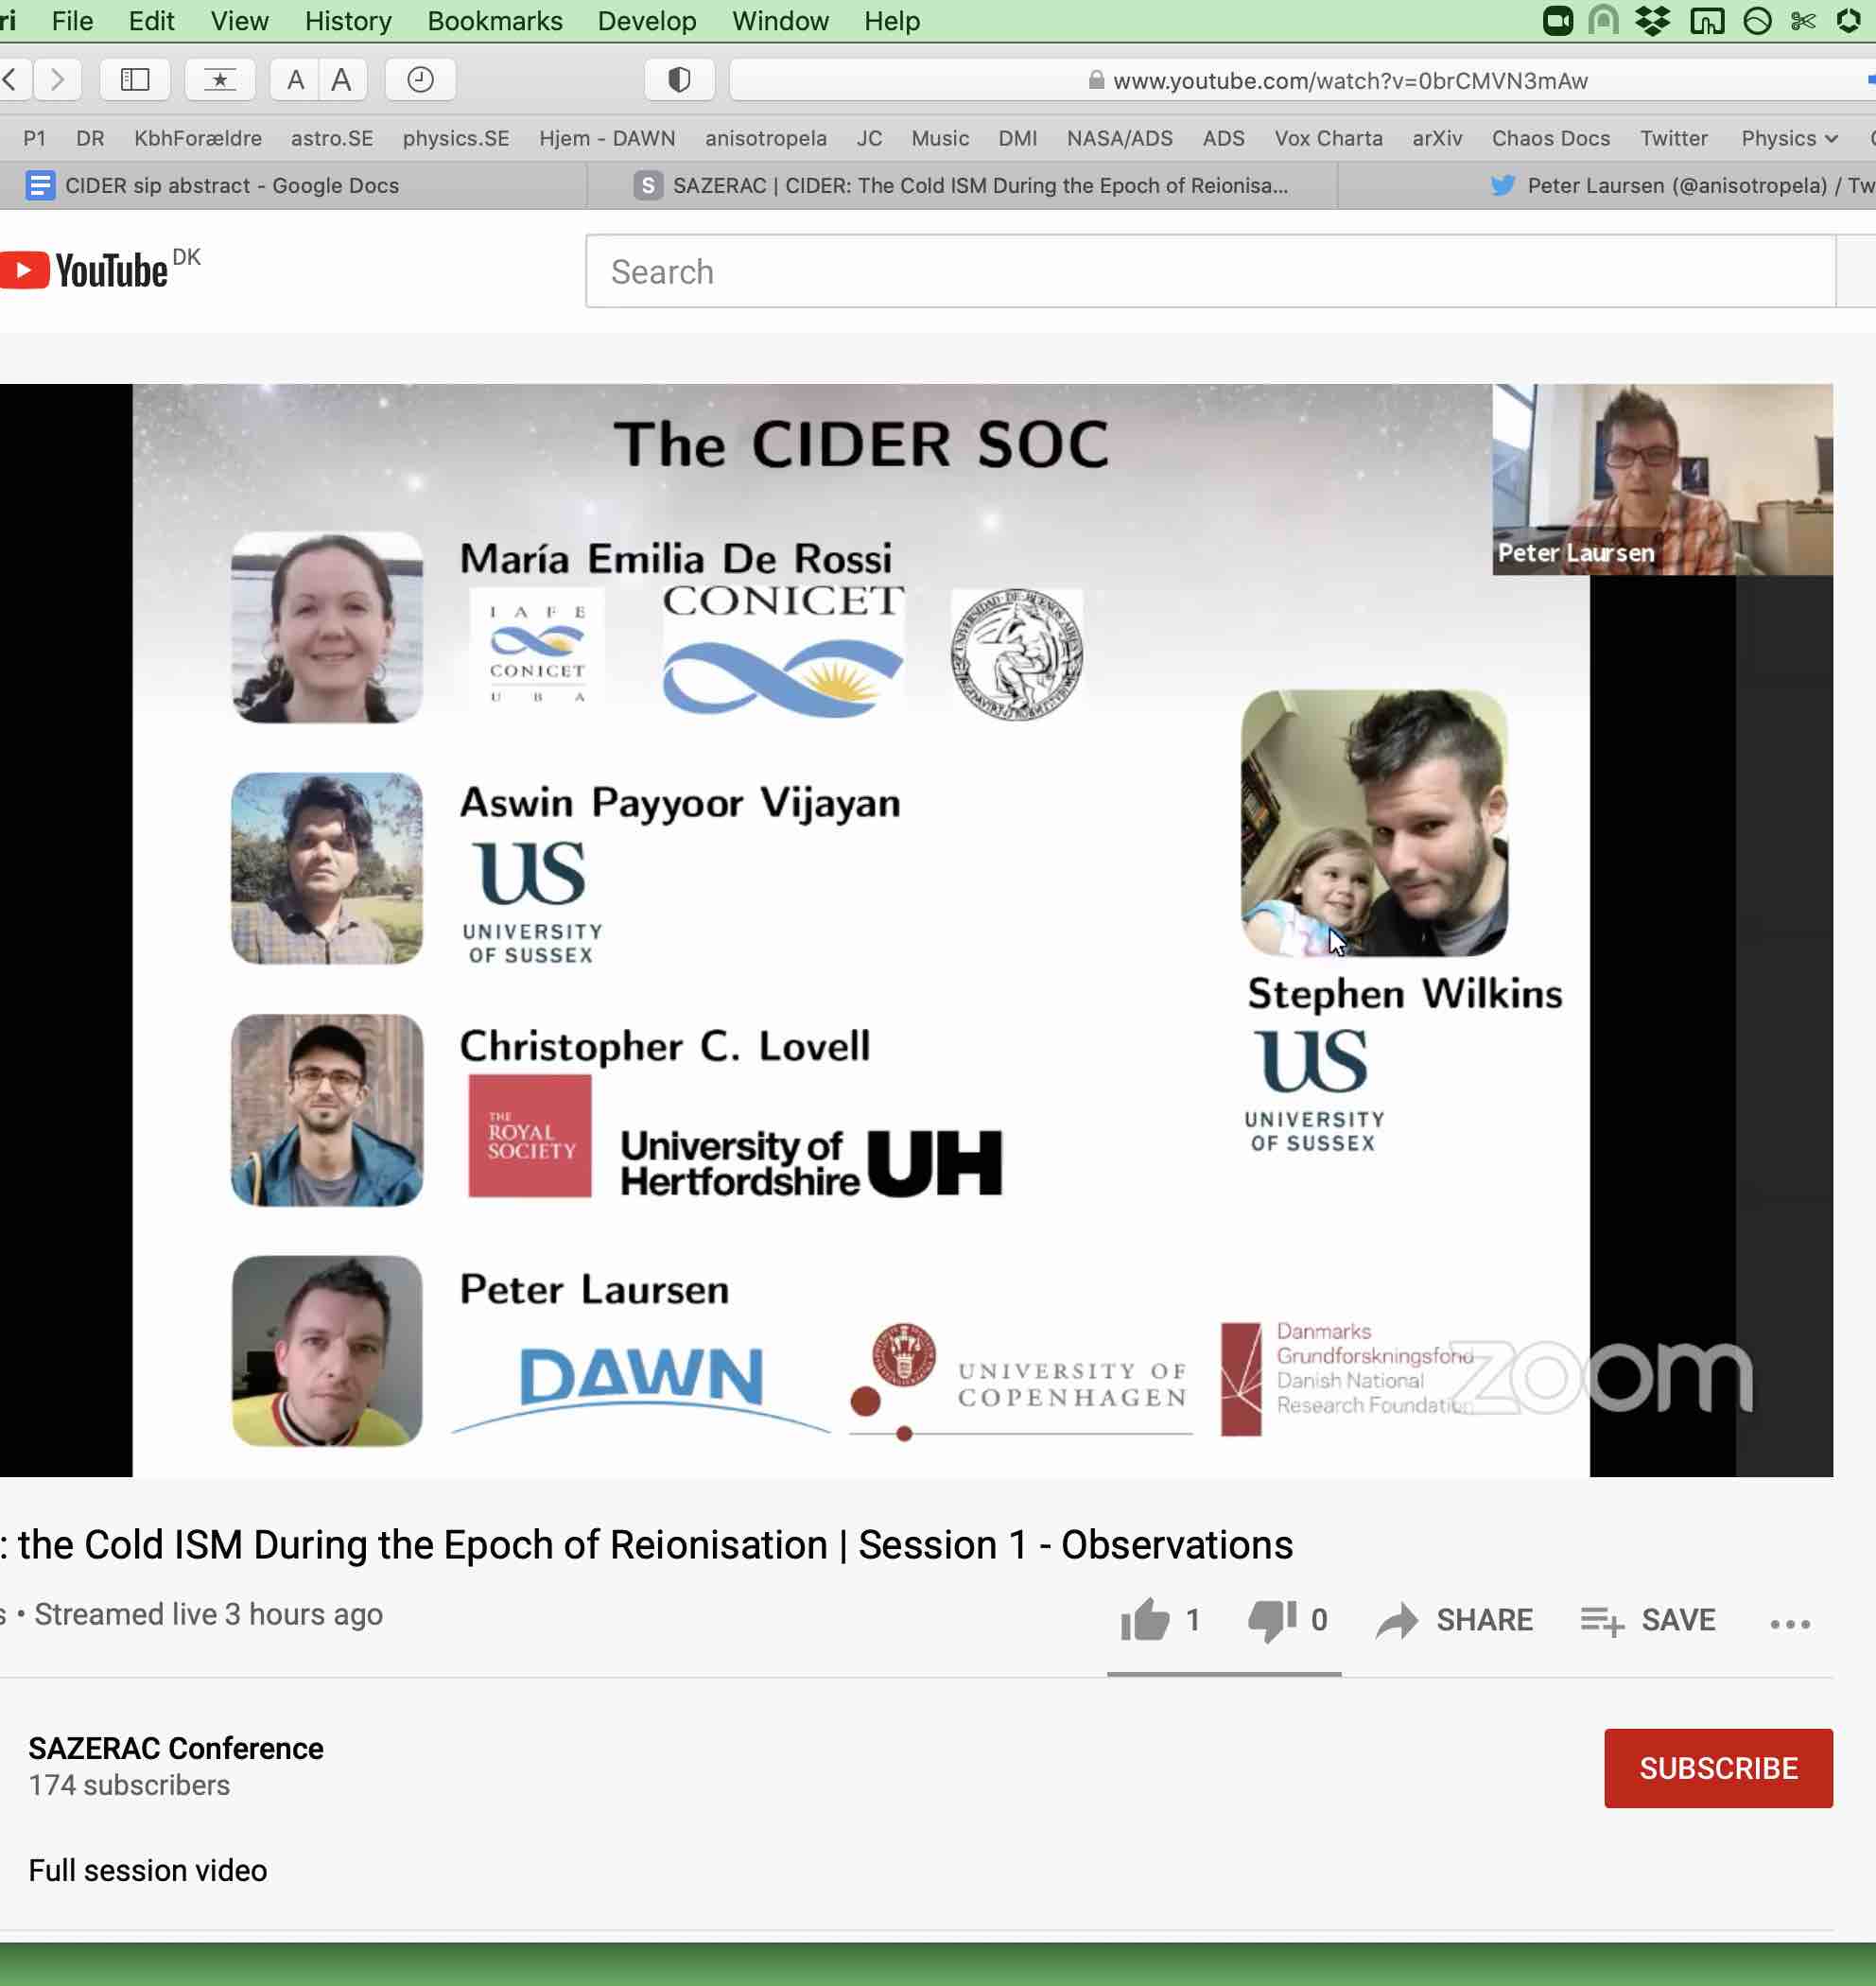 ri File Edit View History Bookmarks Develop Window Help
A A www.youtube.com/watch?v=0brCMVN3mAw
P1 DR KbhForældre astro.SE physics.SE Hjem - DAWN anisotropela JC Music DMI NASA/ADS ADS Vox Charta arXiv Chaos Docs Twitter Physics
CIDER sip abstract - Google Docs
S SAZERAC | CIDER: The Cold ISM During the Epoch of Reionisa...
Peter Laursen (@anisotropela) / Tw
YouTube DK
Search
The CIDER SOC
Peter Laursen
María Emilia De Rossi
I A F E
CONICET
U B A
CONICET
Aswin Payyoor Vijayan
US
UNIVERSITY
OF SUSSEX
Stephen Wilkins
US
UNIVERSITY
OF SUSSEX
Christopher C. Lovell
THE
ROYAL
SOCIETY
University of
Hertfordshire UH
Peter Laursen
DAWN
UNIVERSITY OF
COPENHAGEN
Danmarks
Grundforskningsfond
Danish National
Research Foundation
zoom
: the Cold ISM During the Epoch of Reionisation | Session 1 - Observations
s • Streamed live 3 hours ago
1 0 SHARE SAVE
SAZERAC Conference
174 subscribers
SUBSCRIBE
Full session video